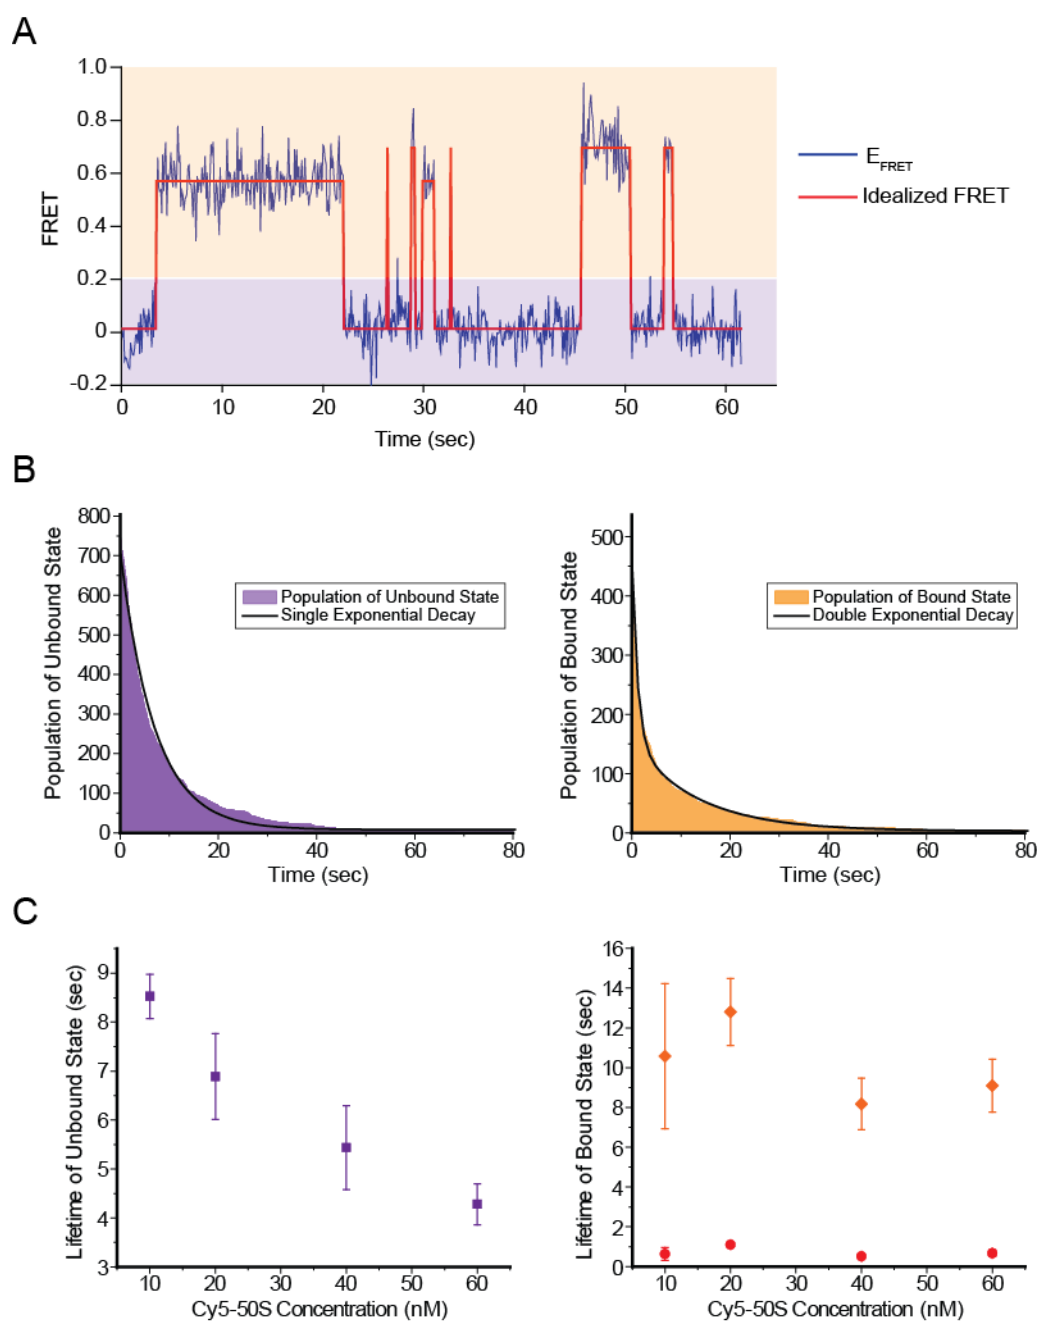 A
1.0
0.8
0.6
0.4
0.2
0
-0.2
FRET
0 10 20 30 40 50 60
Time (sec)
E_FRET
Idealized FRET
B
800
700
600
500
400
300
200
100
0
Population of Unbound State
Population of Unbound State
Single Exponential Decay
0 20 40 60 80
Time (sec)
500
400
300
200
100
0
Population of Bound State
Population of Bound State
Double Exponential Decay
0 20 40 60 80
Time (sec)
C
9
8
7
6
5
4
3
Lifetime of Unbound State (sec)
10 20 30 40 50 60
Cy5-50S Concentration (nM)
16
14
12
10
8
6
4
2
0
Lifetime of Bound State (sec)
10 20 30 40 50 60
Cy5-50S Concentration (nM)